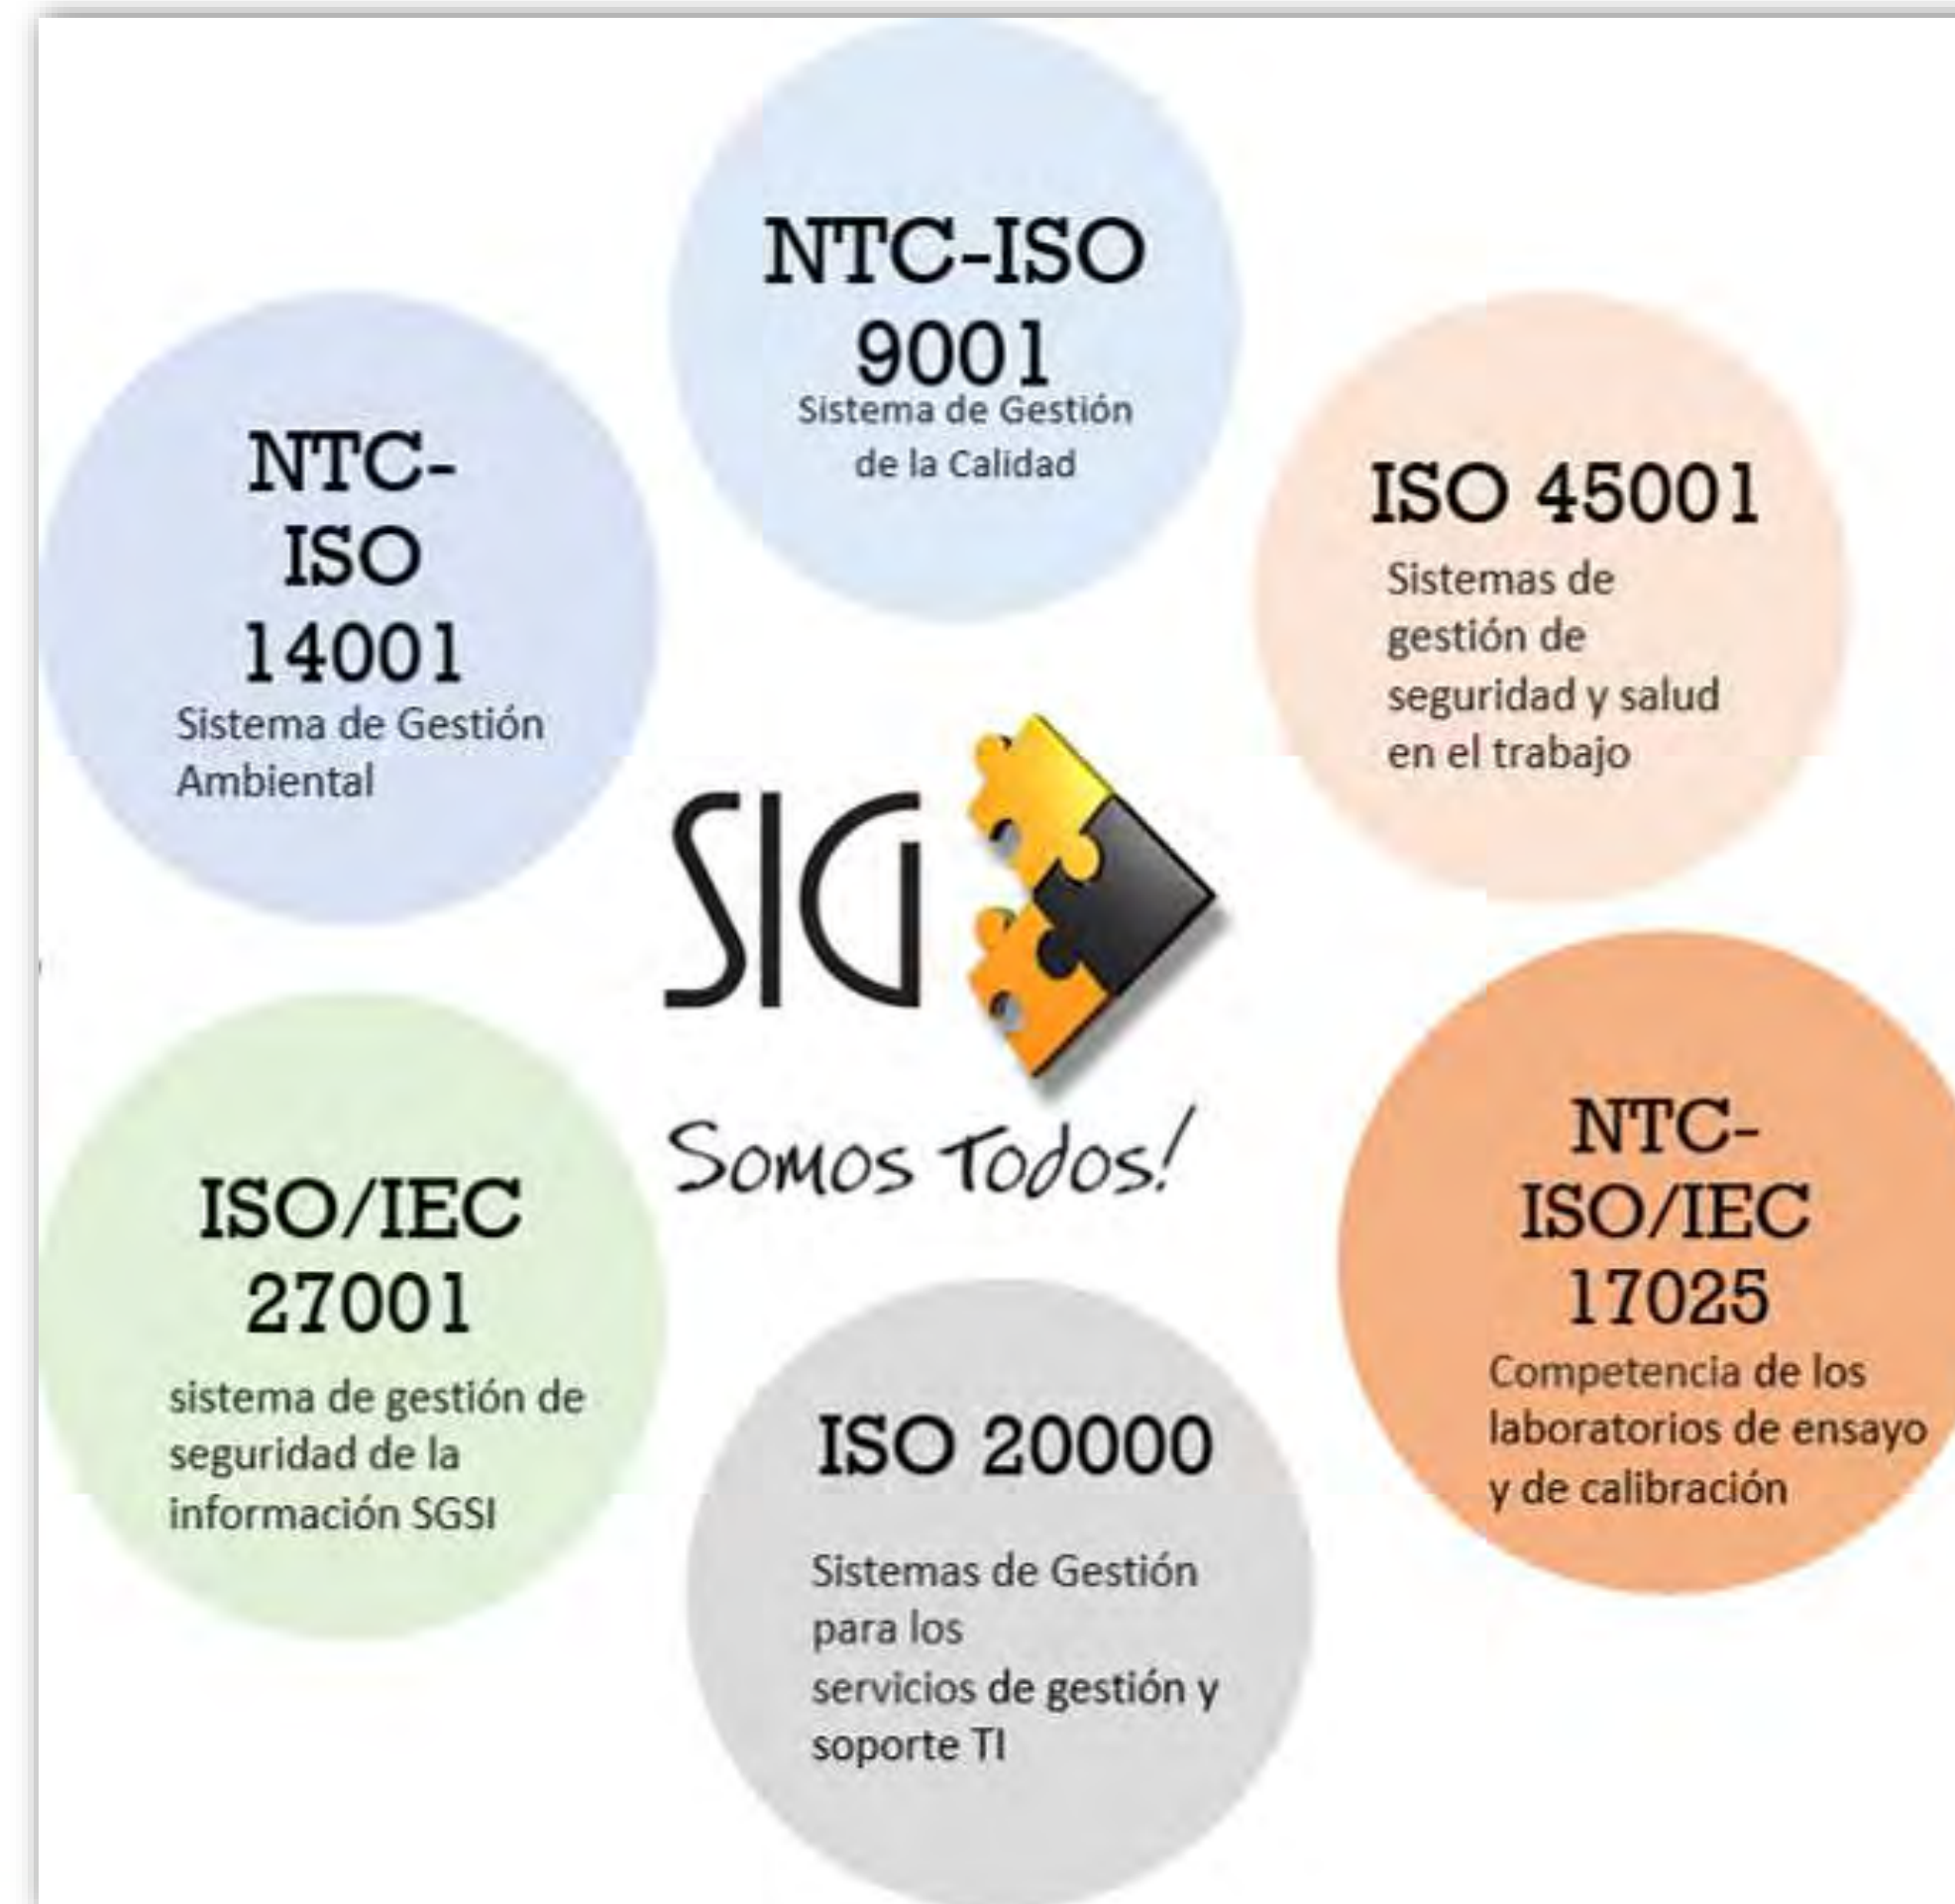 NTC-ISO
9001
Sistema de Gestión
de la Calidad
NTC-
ISO
14001
Sistema de Gestión
Ambiental
ISO 45001
Sistemas de
gestión de
seguridad y salud
en el trabajo
SIG
Somos Todos!
ISO/IEC
27001
sistema de gestión de
seguridad de la
información SGSI
NTC-
ISO/IEC
17025
Competencia de los
laboratorios de ensayo
y de calibración
ISO 20000
Sistemas de Gestión
para los
servicios de gestión y
soporte TI